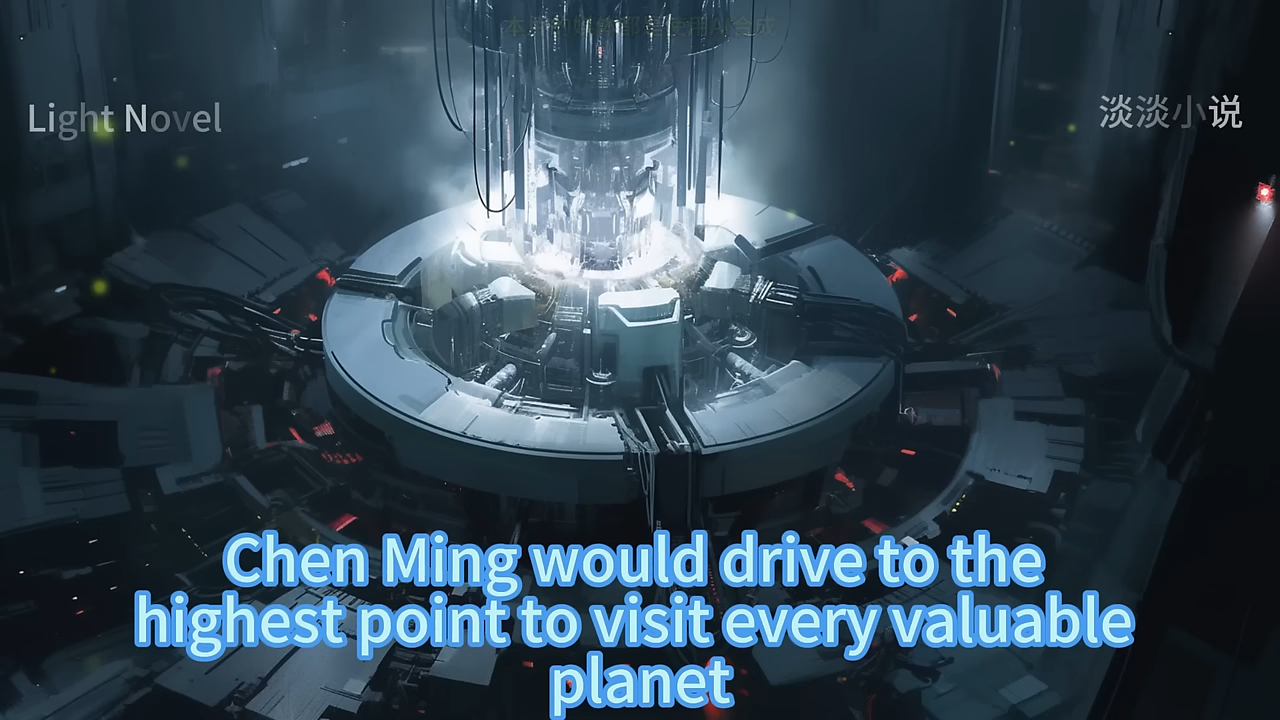 Light Novel
淡淡小说
Chen Ming would drive to the
highest point to visit every valuable
planet